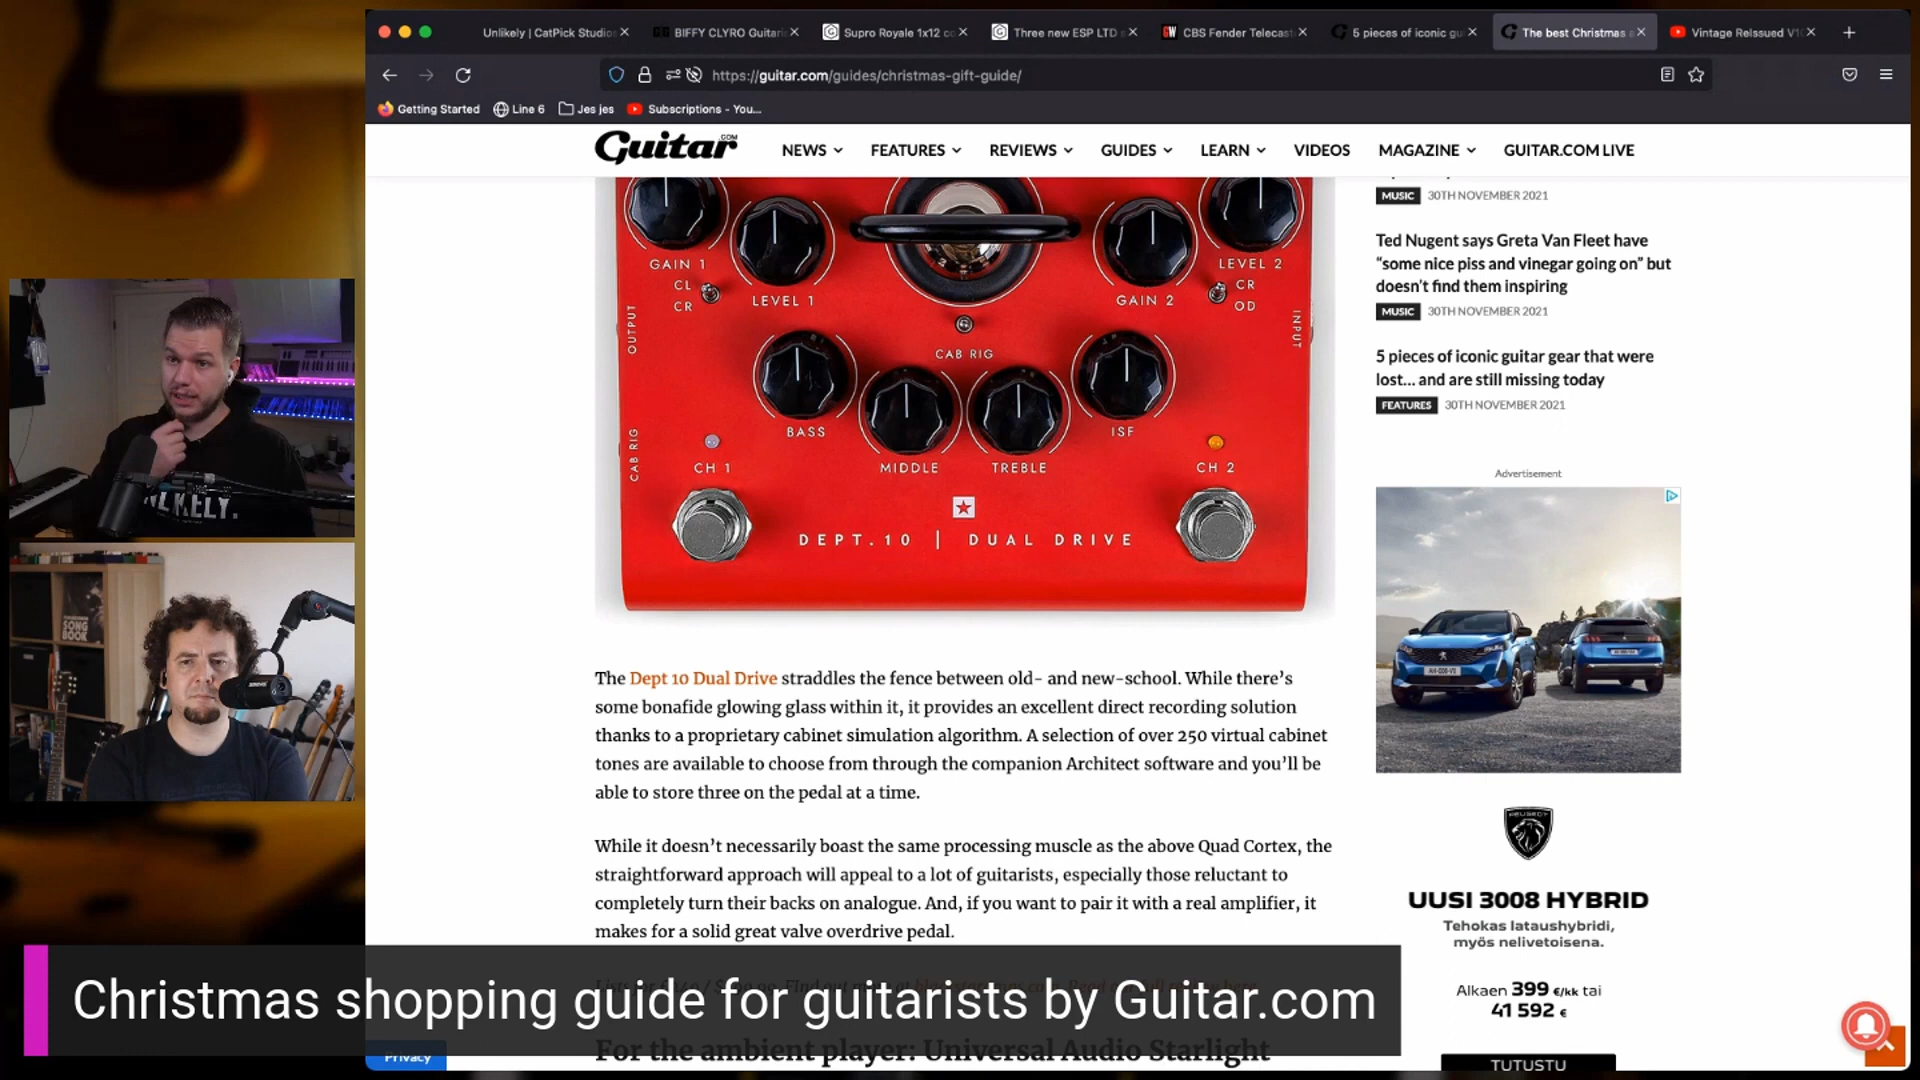 Unlikely | CatPick Studio
BIFFY CLYRO Guitari
Supro Royale 1x12 co
Three new ESP LTD s
GW CBS Fender Telecast
5 pieces of iconic gu
The best Christmas
Vintage ReIssued V1
https://guitar.com/guides/christmas-gift-guide/
Getting Started
Line 6
Jes jes
Subscriptions - You...
Guitar.COM
NEWS
FEATURES
REVIEWS
GUIDES
LEARN
VIDEOS
MAGAZINE
GUITAR.COM LIVE
GAIN 1
LEVEL 1
CL
CR
OUTPUT
CAB RIG
GAIN 2
LEVEL 2
CR
OD
INPUT
CAB RIG
BASS
MIDDLE
TREBLE
ISF
CH 1
CH 2
DEPT.10 | DUAL DRIVE
The Dept 10 Dual Drive straddles the fence between old- and new-school. While there's
some bonafide glowing glass within it, it provides an excellent direct recording solution
thanks to a proprietary cabinet simulation algorithm. A selection of over 250 virtual cabinet
tones are available to choose from through the companion Architect software and you'll be
able to store three on the pedal at a time.
While it doesn't necessarily boast the same processing muscle as the above Quad Cortex, the
straightforward approach will appeal to a lot of guitarists, especially those reluctant to
completely turn their backs on analogue. And, if you want to pair it with a real amplifier, it
makes for a solid great valve overdrive pedal.
For the ambient player: Universal Audio Starlight
MUSIC 30TH NOVEMBER 2021
Ted Nugent says Greta Van Fleet have
“some nice piss and vinegar going on” but
doesn't find them inspiring
MUSIC 30TH NOVEMBER 2021
5 pieces of iconic guitar gear that were
lost… and are still missing today
FEATURES 30TH NOVEMBER 2021
Advertisement
PEUGEOT
UUSI 3008 HYBRID
Tehokas lataushybridi,
myös nelivetoisena.
Alkaen 399 €/kk tai
41 592 €
TUTUSTU
Privacy
SONG
BOOK
Christmas shopping guide for guitarists by Guitar.com